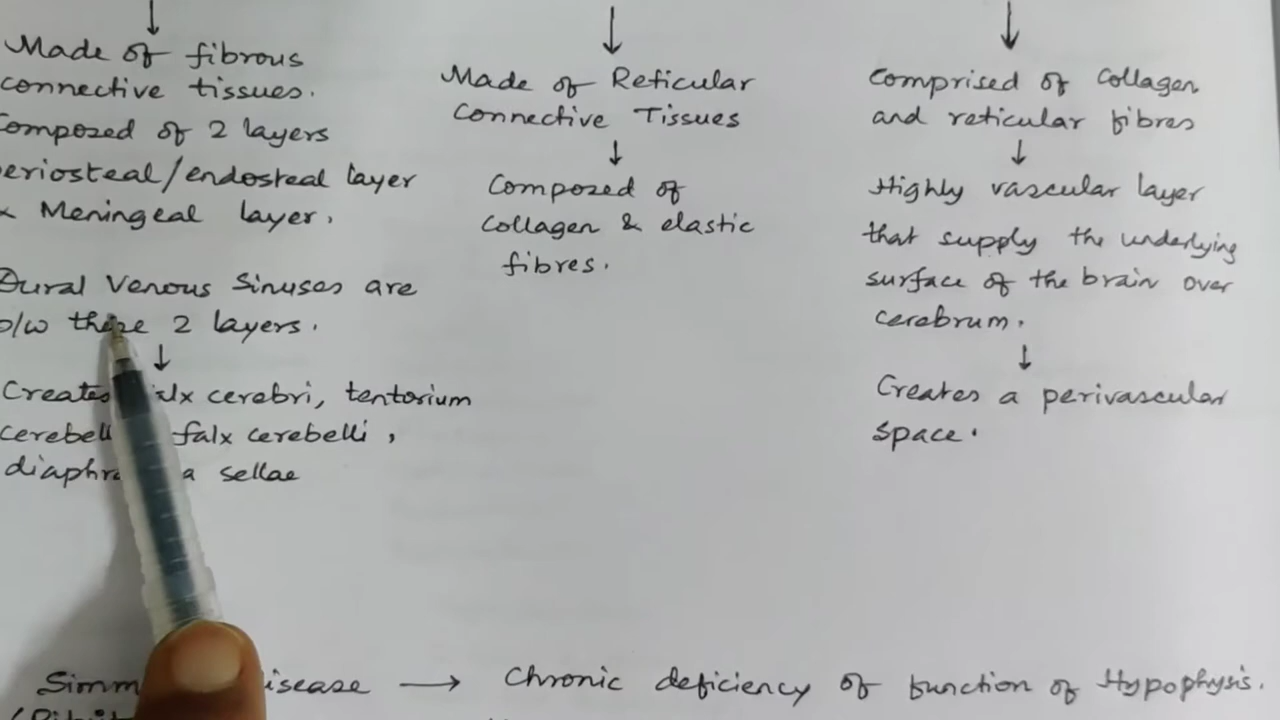 Made of fibrous
connective tissues.
Composed of 2 layers
eriosteal/endosteal layer
& Meningeal layer.
Dural Venous Sinuses are
b/w these 2 layers.
Creates cerebri, tentorium
falx cerebelli,
sellae
Made of Reticular
Connective Tissues
Composed of
Collagen & elastic
fibres.
Comprised of Collagen
and reticular fibres
Highly vascular layer
that supply the underlying
surface of the brain over
cerebrum.
Creates a perivascular
space.
Chronic deficiency of function of Hypophysis.